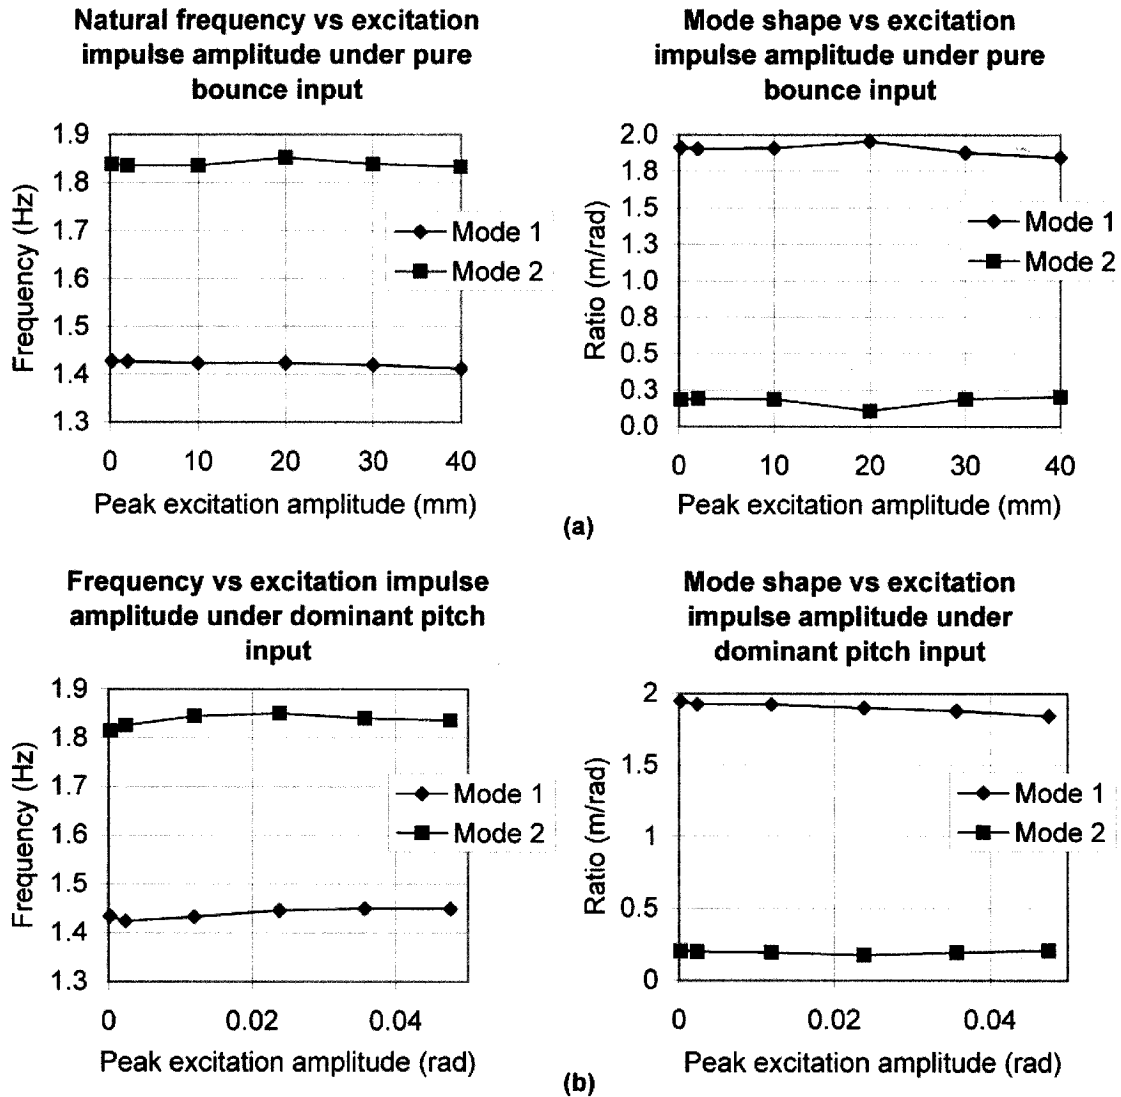 Natural frequency vs excitation
impulse amplitude under pure
bounce input
1.9
1.8
1.7
1.6
1.5
1.4
1.3
Frequency (Hz)
Mode 1
Mode 2
0 10 20 30 40
Peak excitation amplitude (mm)
Mode shape vs excitation
impulse amplitude under pure
bounce input
2.0
1.8
1.5
1.3
1.0
0.8
0.5
0.3
0.0
Ratio (m/rad)
Mode 1
Mode 2
0 10 20 30 40
Peak excitation amplitude (mm)
(a)
Frequency vs excitation impulse
amplitude under dominant pitch
input
1.9
1.8
1.7
1.6
1.5
1.4
1.3
Frequency (Hz)
Mode 1
Mode 2
0 0.02 0.04
Peak excitation amplitude (rad)
Mode shape vs excitation
impulse amplitude under
dominant pitch input
2
1.5
1
0.5
0
Ratio (m/rad)
Mode 1
Mode 2
0 0.02 0.04
Peak excitation amplitude (rad)
(b)